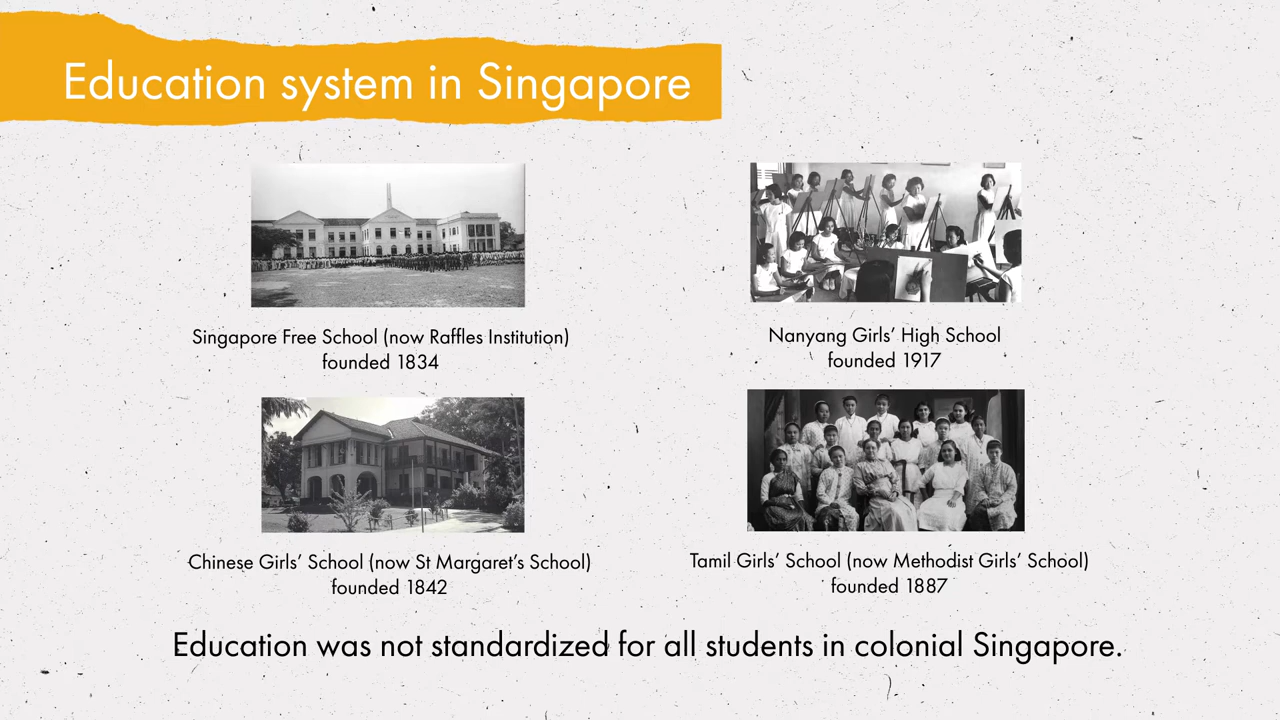 Education system in Singapore
Singapore Free School (now Raffles Institution)
founded 1834
Nanyang Girls’ High School
founded 1917
Chinese Girls’ School (now St Margaret’s School)
founded 1842
Tamil Girls’ School (now Methodist Girls’ School)
founded 1887
Education was not standardized for all students in colonial Singapore.